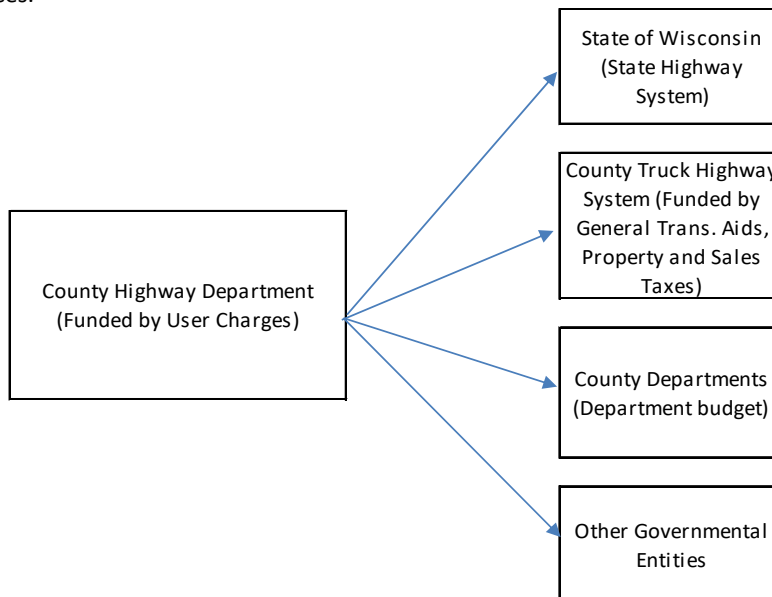 County Highway Department
(Funded by User Charges)
State of Wisconsin
(State Highway
System)
County Truck Highway
System (Funded by
General Trans. Aids,
Property and Sales
Taxes)
County Departments
(Department budget)
Other Governmental
Entities